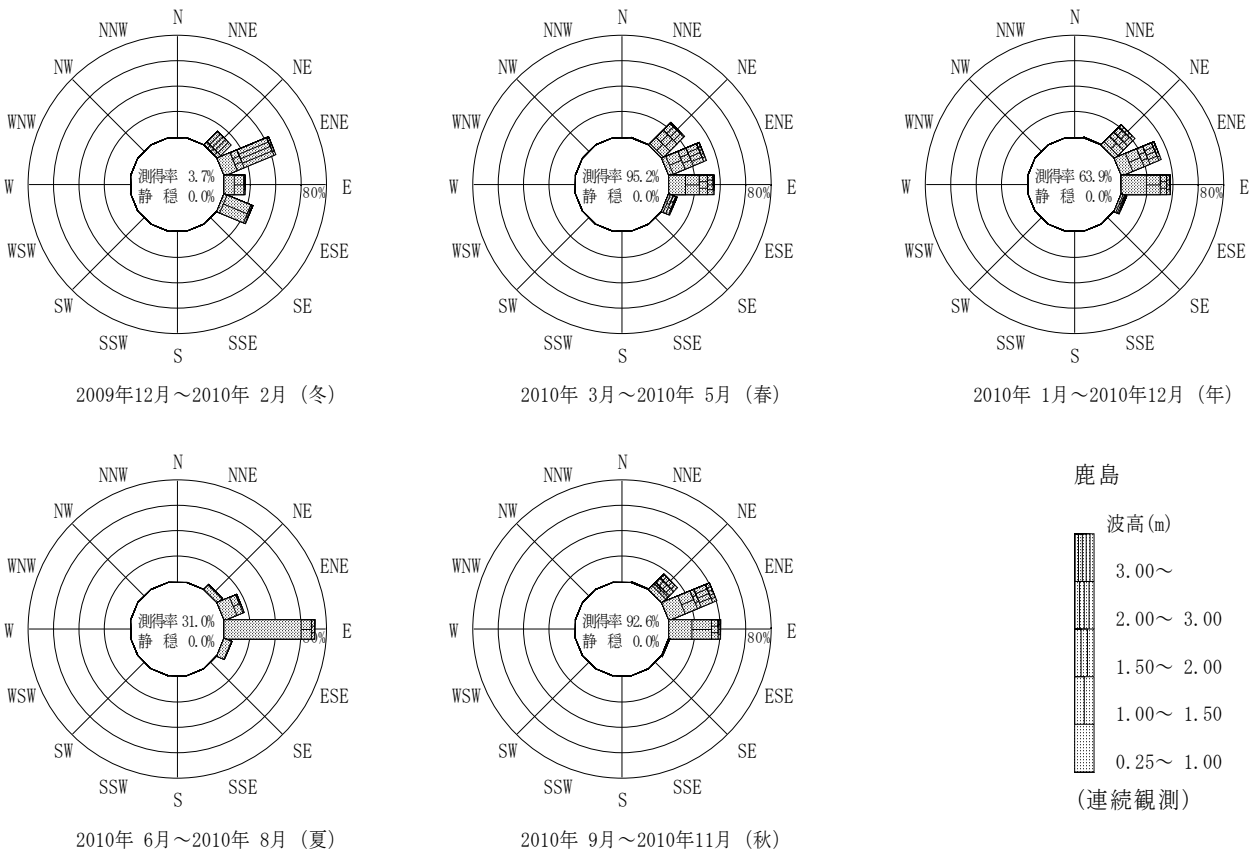 N
NNW NNE
NW NE
WNW ENE
W E
測得率 3.7%
静 穏 0.0%
80%
WSW ESE
SW SE
SSW SSE
S
2009年12月～2010年 2月 (冬)
N
NNW NNE
NW NE
WNW ENE
W E
測得率 95.2%
静 穏 0.0%
80%
WSW ESE
SW SE
SSW SSE
S
2010年 3月～2010年 5月 (春)
N
NNW NNE
NW NE
WNW ENE
W E
測得率 63.9%
静 穏 0.0%
80%
WSW ESE
SW SE
SSW SSE
S
2010年 1月～2010年12月 (年)
N
NNW NNE
NW NE
WNW ENE
W E
測得率 31.0%
静 穏 0.0%
80%
WSW ESE
SW SE
SSW SSE
S
2010年 6月～2010年 8月 (夏)
N
NNW NNE
NW NE
WNW ENE
W E
測得率 92.6%
静 穏 0.0%
80%
WSW ESE
SW SE
SSW SSE
S
2010年 9月～2010年11月 (秋)
鹿島
波高(m)
3.00～
2.00～ 3.00
1.50～ 2.00
1.00～ 1.50
0.25～ 1.00
(連続観測)